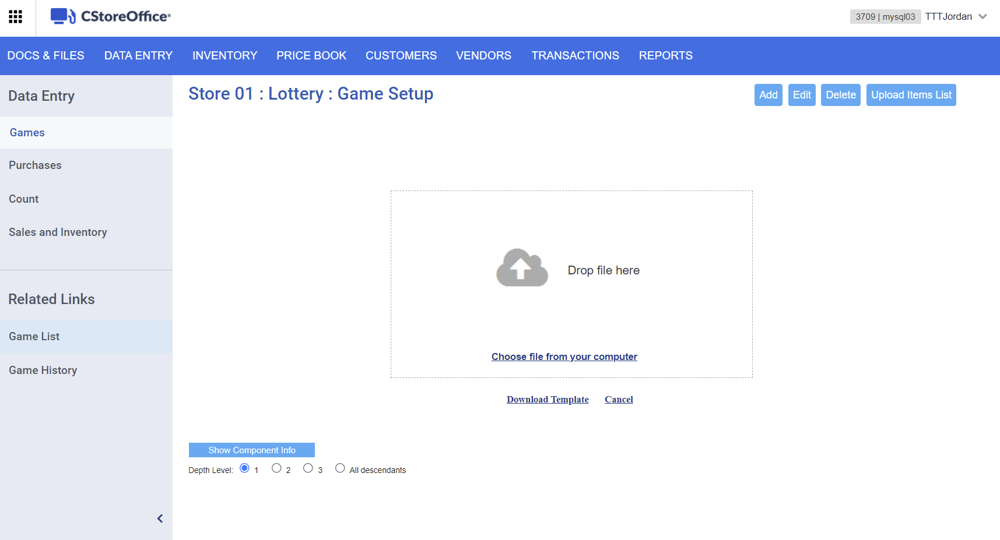 CStoreOffice®
3709 | mysql03 TTTJordan
DOCS & FILES DATA ENTRY INVENTORY PRICE BOOK CUSTOMERS VENDORS TRANSACTIONS REPORTS
Data Entry
Games
Purchases
Count
Sales and Inventory
Related Links
Game List
Game History
Store 01 : Lottery : Game Setup
Add Edit Delete Upload Items List
Drop file here
Choose file from your computer
Download Template Cancel
Show Component Info
Depth Level: 1 2 3 All descendants